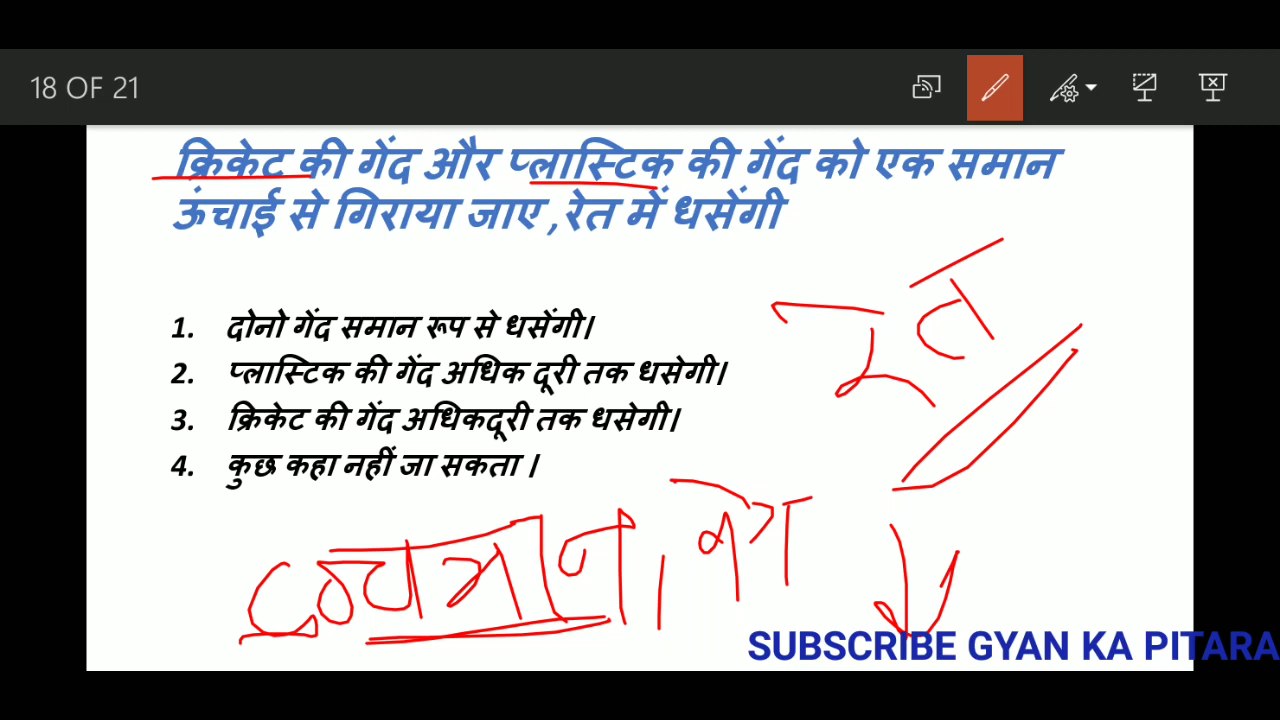 18 OF 21
क्रिकेट की गेंद और प्लास्टिक की गेंद को एक समान
ऊंचाई से गिराया जाए ,रेत में धसेंगी
1. दोनो गेंद समान रूप से धसेंगी।
2. प्लास्टिक की गेंद अधिक दूरी तक धसेगी।
3. क्रिकेट की गेंद अधिकदूरी तक धसेगी।
4. कुछ कहा नहीं जा सकता ।
SUBSCRIBE GYAN KA PITARA